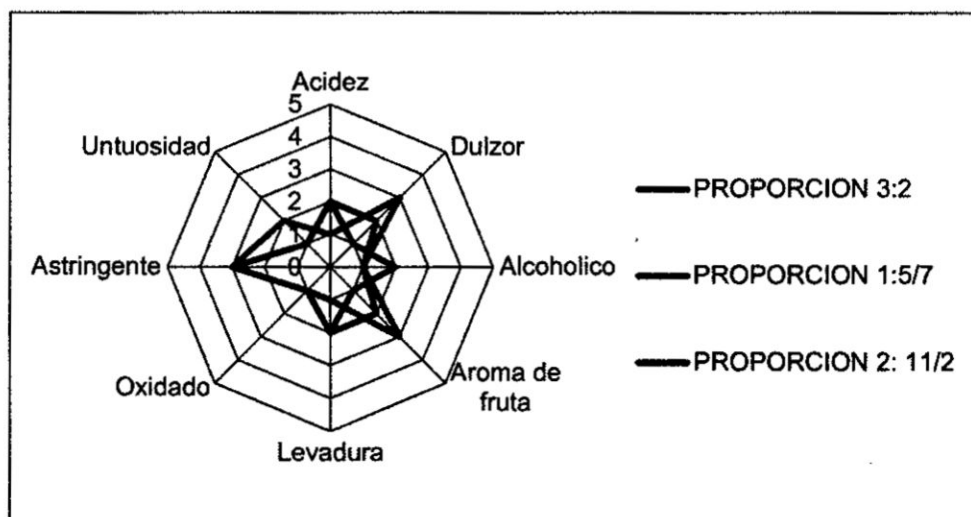 Acidez
5
4
3
2
1
0
Dulzor
Alcoholico
Aroma de
fruta
Levadura
Oxidado
Astringente
Untuosidad
PROPORCION 3:2
PROPORCION 1:5/7
PROPORCION 2: 11/2